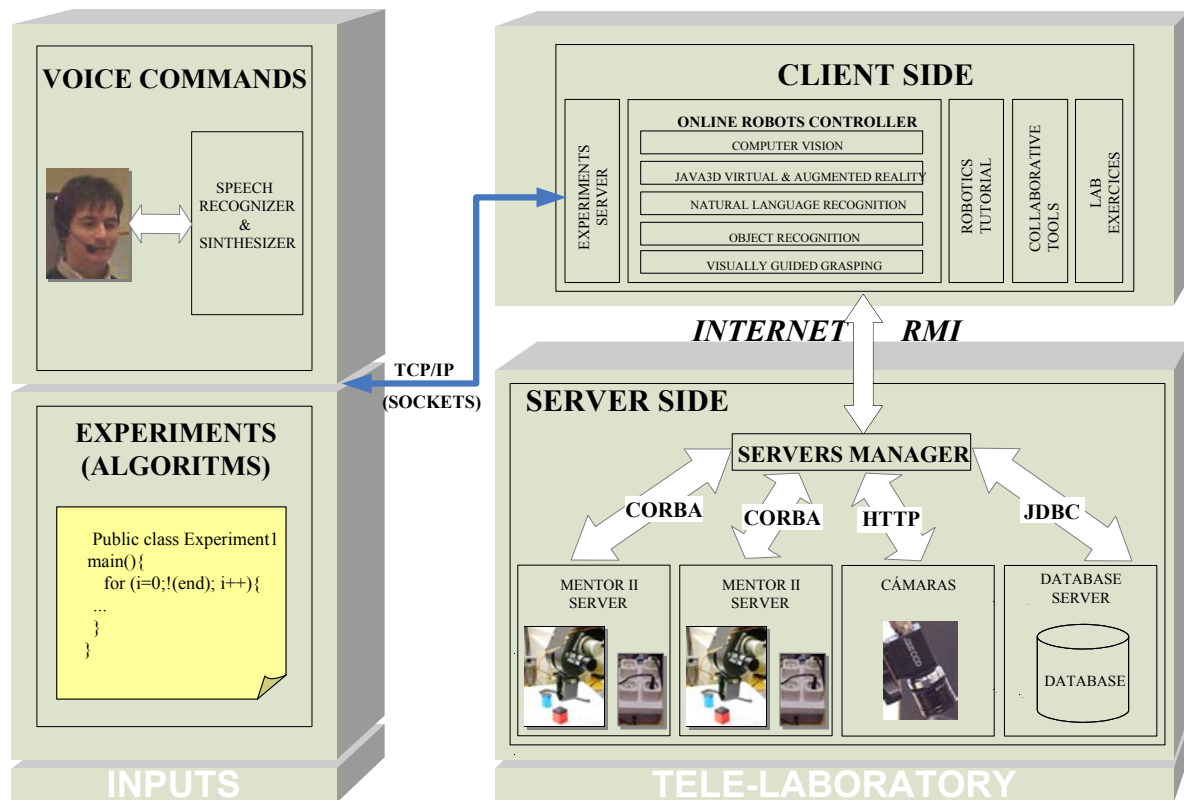 VOICE COMMANDS
SPEECH
RECOGNIZER
&
SINTHESIZER
EXPERIMENTS
(ALGORITMS)
Public class Experiment1
main(){
for (i=0;!(end); i++){
...
}
}
INPUTS
TCP/IP
(SOCKETS)
CLIENT SIDE
EXPERIMENTS
SERVER
ONLINE ROBOTS CONTROLLER
COMPUTER VISION
JAVA3D VIRTUAL & AUGMENTED REALITY
NATURAL LANGUAGE RECOGNITION
OBJECT RECOGNITION
VISUALLY GUIDED GRASPING
ROBOTICS
TUTORIAL
COLLABORATIVE
TOOLS
LAB
EXERCICES
INTERNET RMI
SERVER SIDE
SERVERS MANAGER
CORBA
CORBA
HTTP
JDBC
MENTOR II
SERVER
MENTOR II
SERVER
CÁMARAS
DATABASE
SERVER
DATABASE
TELE-LABORATORY